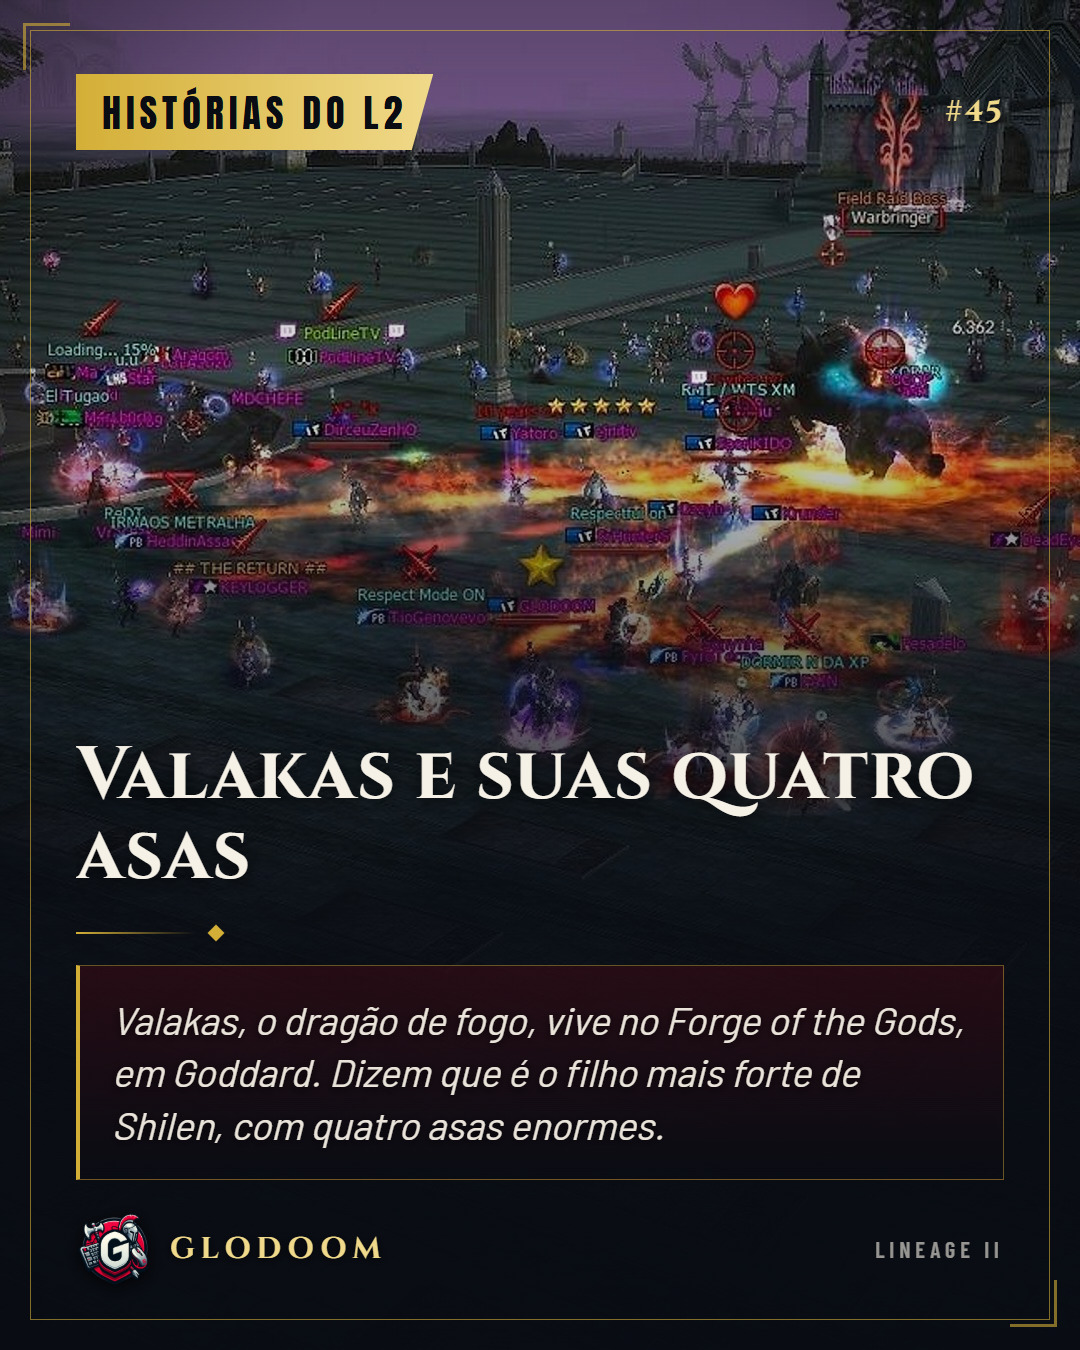 HISTÓRIAS DO L2
#45
Field Raid Boss
Warbringer
6,362
PodLineTV
PodLineTV
Loading... 15%
Aragom
Star
El Tugao
MDCHEFE
RMT / WTS XM
DirceuZenhO
Yatoro
IRMAOS METRALHA
HeddinAssas
Respectful on
Krunder
Mimi
## THE RETURN ##
KEYLOGGER
Respect Mode ON
GLODOOM
TioGenovevo
DORMIR N DA XP
Pesadelo
VALAKAS E SUAS QUATRO
ASAS
Valakas, o dragão de fogo, vive no Forge of the Gods,
em Goddard. Dizem que é o filho mais forte de
Shilen, com quatro asas enormes.
G
GLODOOM
LINEAGE II